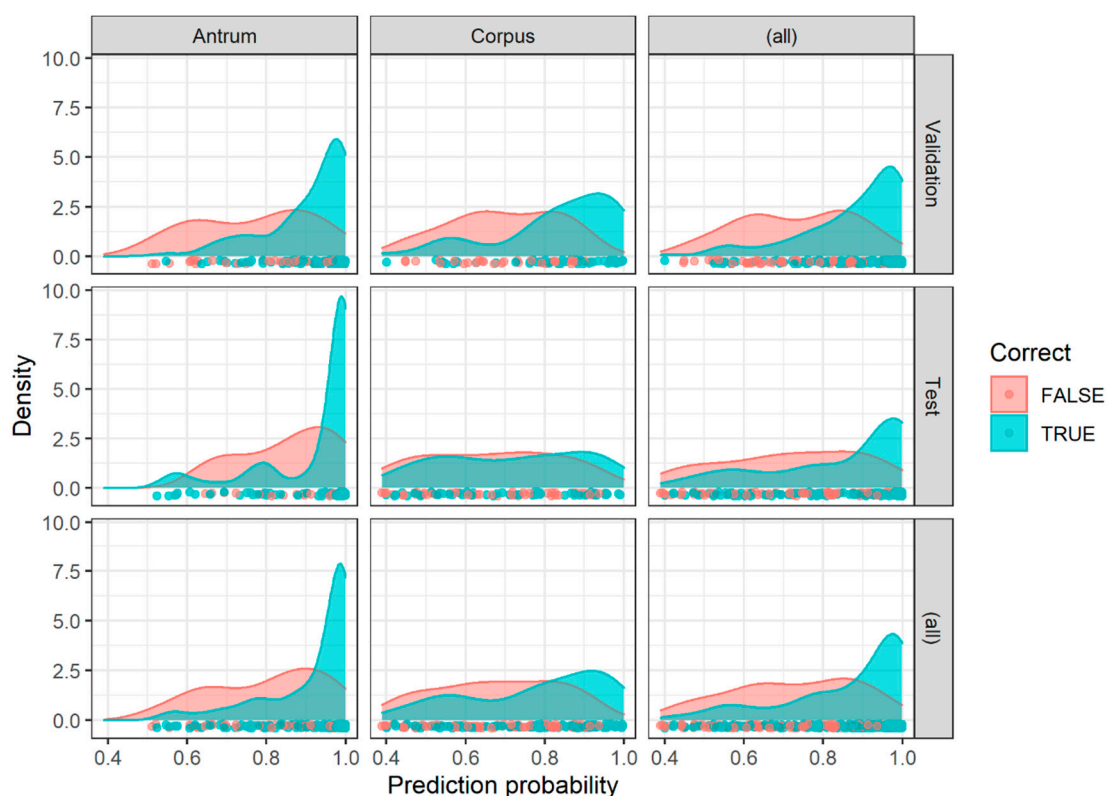 Antrum Corpus (all)
10.0
7.5
5.0
2.5
0.0
Validation
10.0
7.5
5.0
2.5
0.0
Test
10.0
7.5
5.0
2.5
0.0
(all)
Density
0.4 0.6 0.8 1.0 0.4 0.6 0.8 1.0 0.4 0.6 0.8 1.0
Prediction probability
Correct
FALSE
TRUE